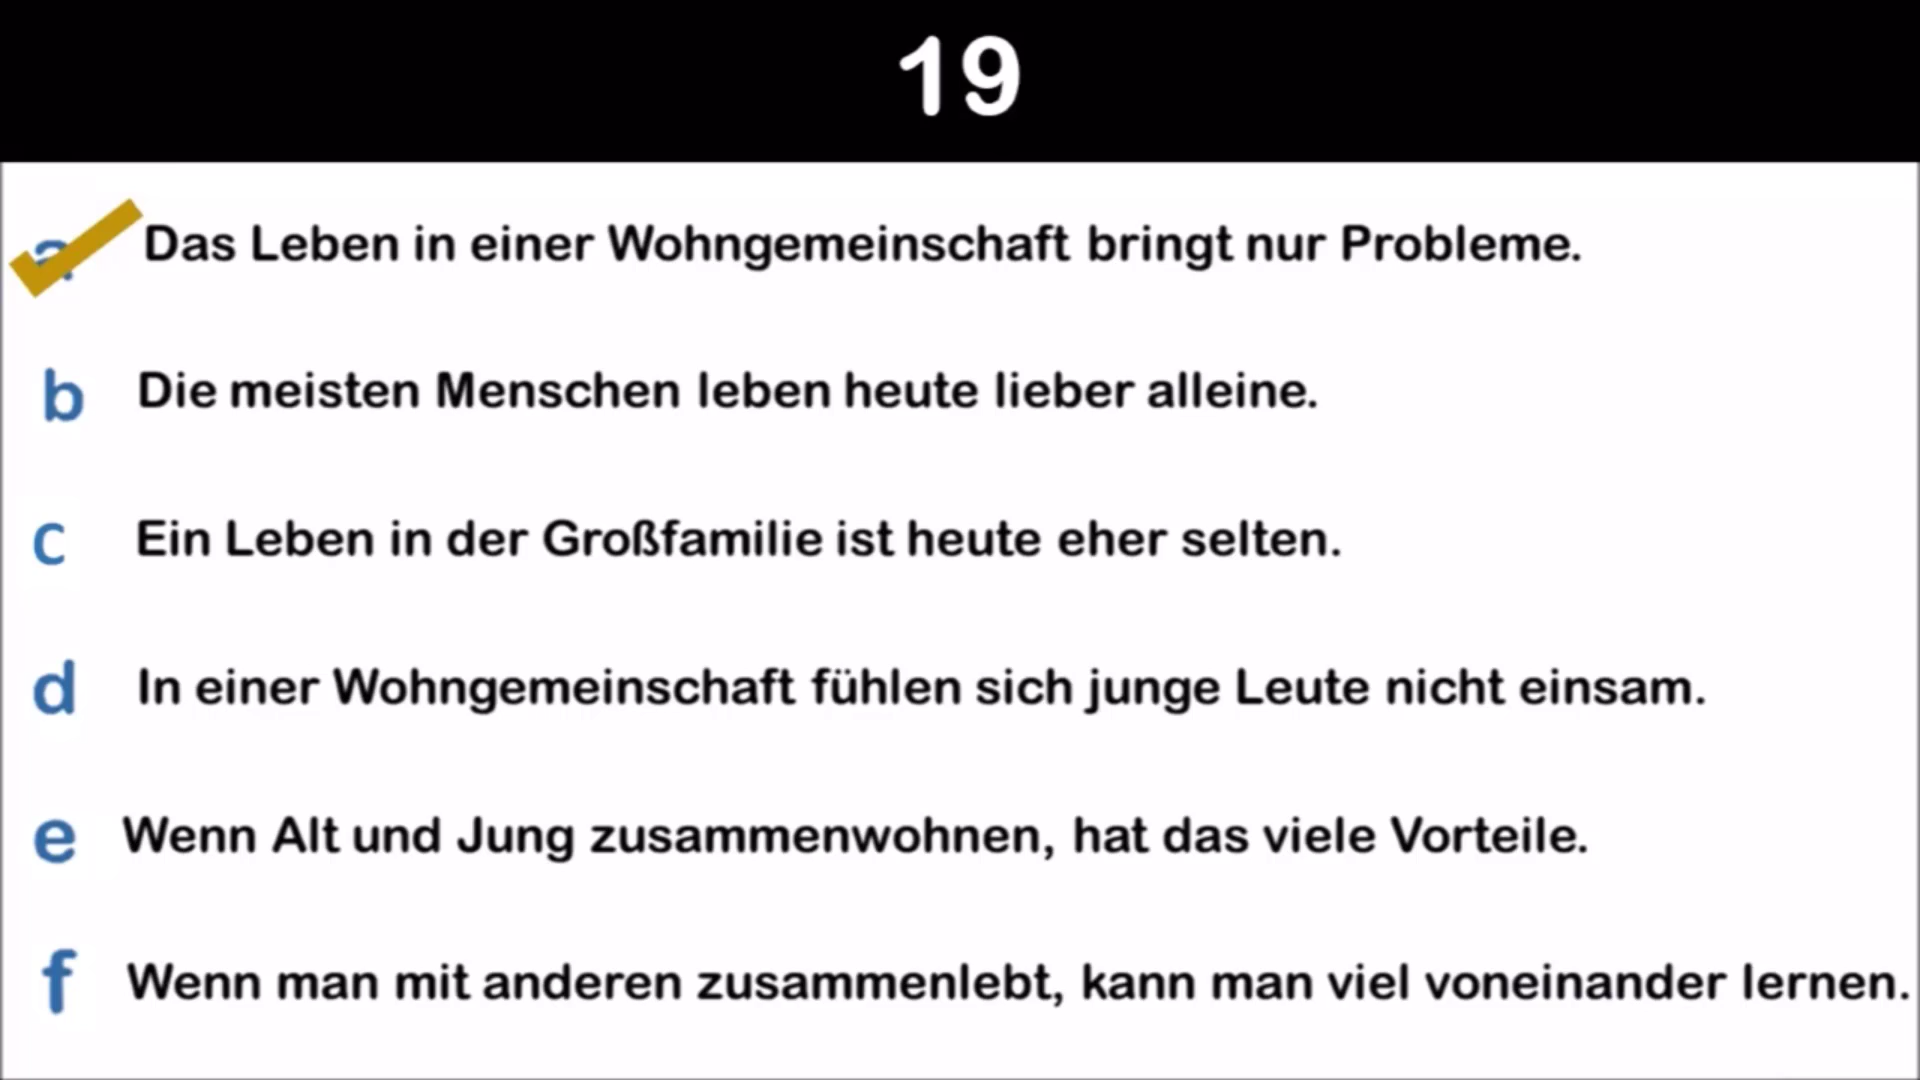 19
a Das Leben in einer Wohngemeinschaft bringt nur Probleme.
b Die meisten Menschen leben heute lieber alleine.
c Ein Leben in der Großfamilie ist heute eher selten.
d In einer Wohngemeinschaft fühlen sich junge Leute nicht einsam.
e Wenn Alt und Jung zusammenwohnen, hat das viele Vorteile.
f Wenn man mit anderen zusammenlebt, kann man viel voneinander lernen.